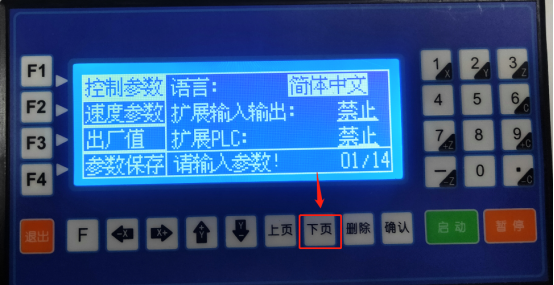 F1
F2
F3
F4
控制参数 语言: 简体中文
速度参数 扩展输入输出: 禁止
出厂值 扩展PLC: 禁止
参数保存 请输入参数! 01/14
1 X 2 Y 3 Z
4 5 6 C
7 +Z 8 9 -C
- -Z 0 . C
退出 F -X X+ Y Y 上页 下页 删除 确认 启动 暂停